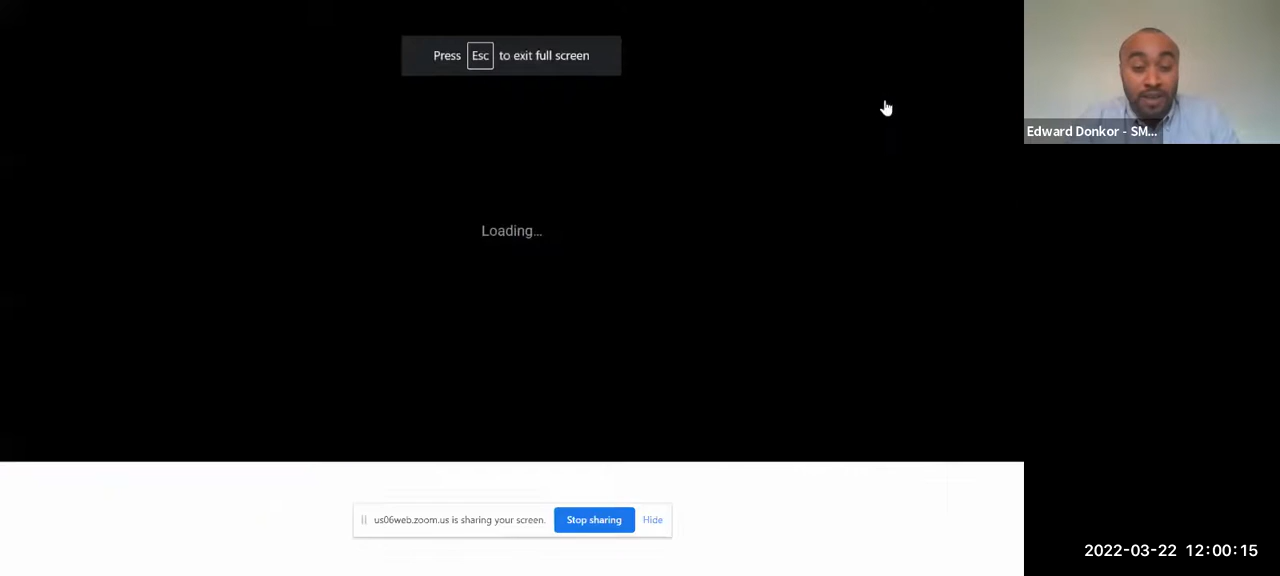 Press Esc to exit full screen
Edward Donkor - SM...
Loading...
us06web.zoom.us is sharing your screen. Stop sharing Hide
2022-03-22 12:00:15